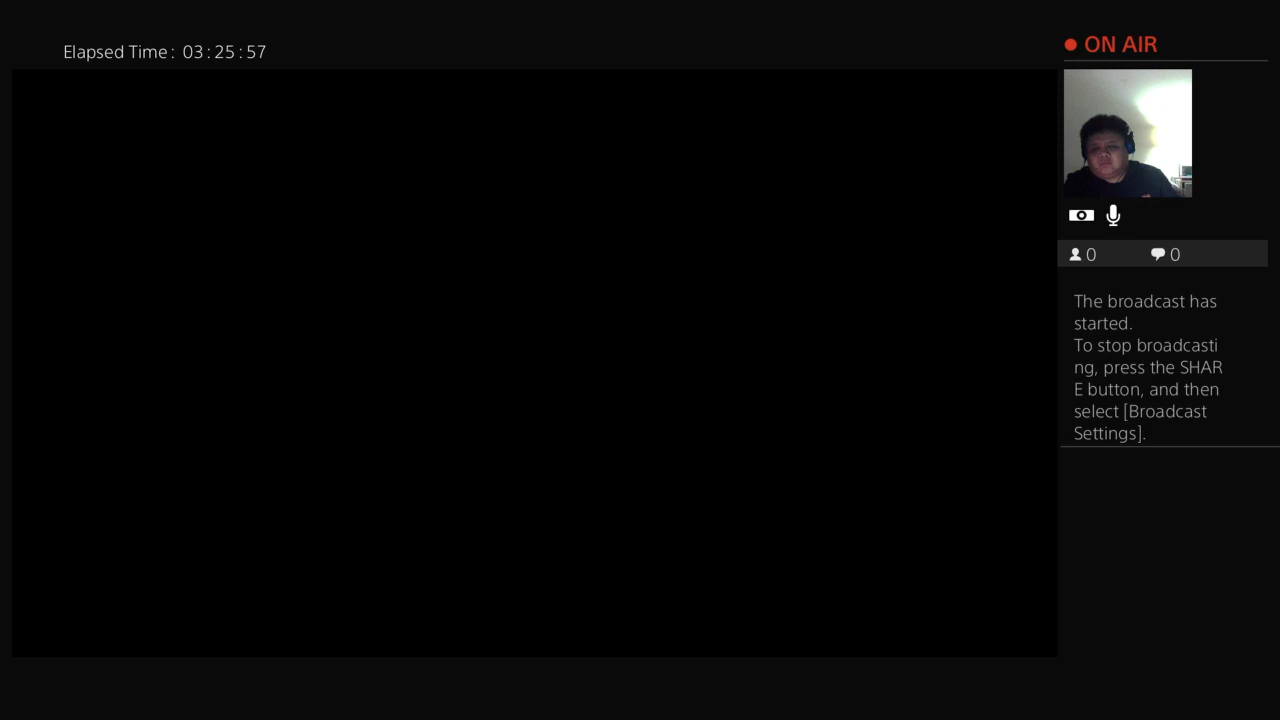 Elapsed Time: 03:25:57
ON AIR
0 0
The broadcast has
started.
To stop broadcasti
ng, press the SHAR
E button, and then
select [Broadcast
Settings].